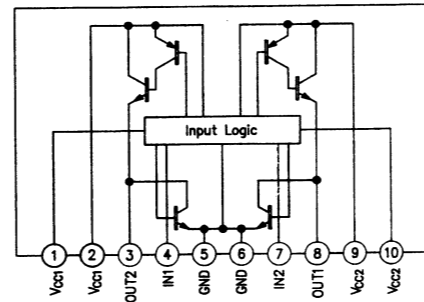 Input Logic
1 2 3 4 5 6 7 8 9 10
VCC1 VCC1 OUT2 IN1 GND GND IN2 OUT1 VCC2 VCC2